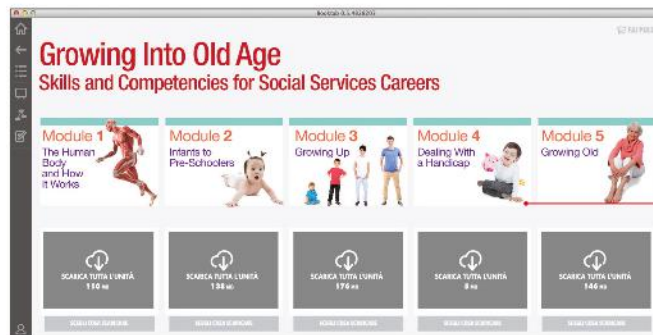 Growing Into Old Age
Skills and Competencies for Social Services Careers
Module 1
The Human
Body
and How
It Works
Module 2
Infants to
Pre-Schoolers
Module 3
Growing Up
Module 4
Dealing With
a Handicap
Module 5
Growing Old
SCARICA TUTTA L'UNITÀ
SCARICA TUTTA L'UNITÀ
138 MB
SCARICA TUTTA L'UNITÀ
176 MB
SCARICA TUTTA L'UNITÀ
8 MB
SCARICA TUTTA L'UNITÀ
146 MB